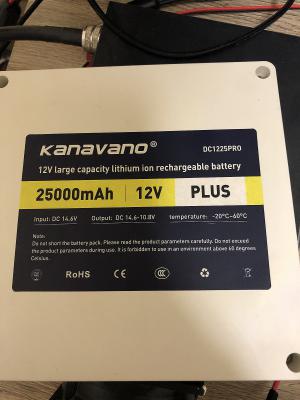 Kanavano®
DC1225PRO
12V large capacity lithium ion rechargeable battery
25000mAh 12V PLUS
Input: DC 14.6V Output: DC 14.6-10.8V temperature: -20°C~60°C
Note:
Do not short the battery pack. Please read the product parameters carefully. Do not exceed
the product parameters during use. It is forbidden to use in an environment above 60 degrees
Celsius.
RoHS